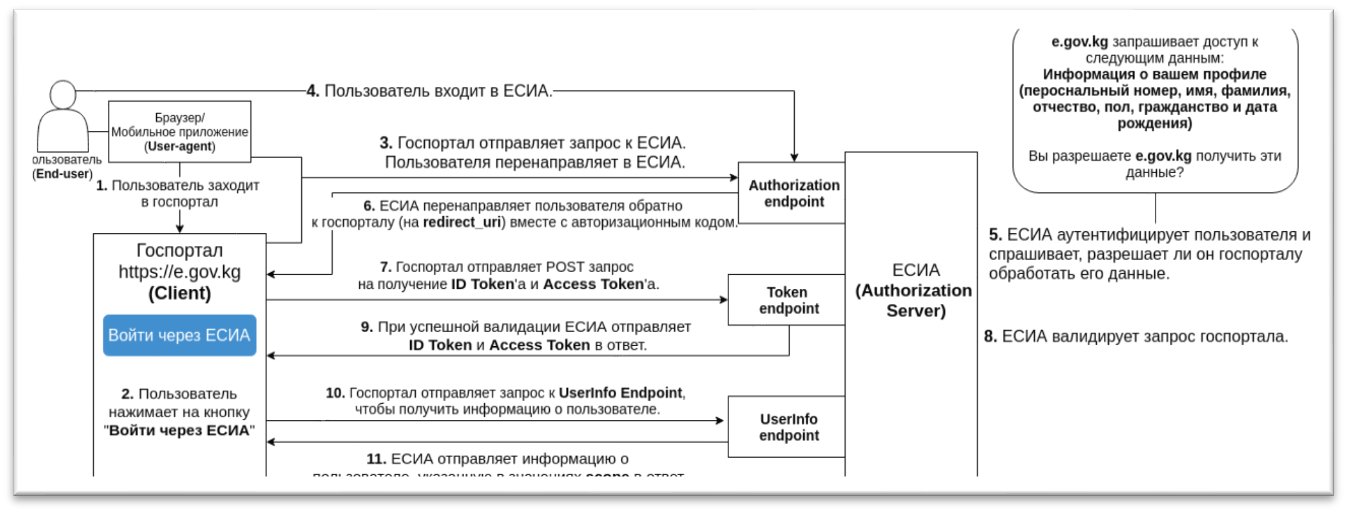 4. Пользователь входит в ЕСИА.
Браузер/
Мобильное приложение
(User-agent)
ользователь
(End-user)
1. Пользователь заходит
в госпортал
3. Госпортал отправляет запрос к ЕСИА.
Пользователя перенаправляет в ЕСИА.
Authorization
endpoint
6. ЕСИА перенаправляет пользователя обратно
к госпорталу (на redirect_uri) вместе с авторизационным кодом.
Госпортал
https://e.gov.kg
(Client)
Войти через ЕСИА
2. Пользователь
нажимает на кнопку
"Войти через ЕСИА"
7. Госпортал отправляет POST запрос
на получение ID Token'а и Access Token'а.
Token
endpoint
9. При успешной валидации ЕСИА отправляет
ID Token и Access Token в ответ.
10. Госпортал отправляет запрос к UserInfo Endpoint,
чтобы получить информацию о пользователе.
UserInfo
endpoint
11. ЕСИА отправляет информацию о
пользователе, указанную в значениях scope в ответ
ЕСИА
(Authorization
Server)
e.gov.kg запрашивает доступ к
следующим данным:
Информация о вашем профиле
(пероснальный номер, имя, фамилия,
отчество, пол, гражданство и дата
рождения)
Вы разрешаете e.gov.kg получить эти
данные?
5. ЕСИА аутентифицирует пользователя и
спрашивает, разрешает ли он госпорталу
обработать его данные.
8. ЕСИА валидирует запрос госпортала.